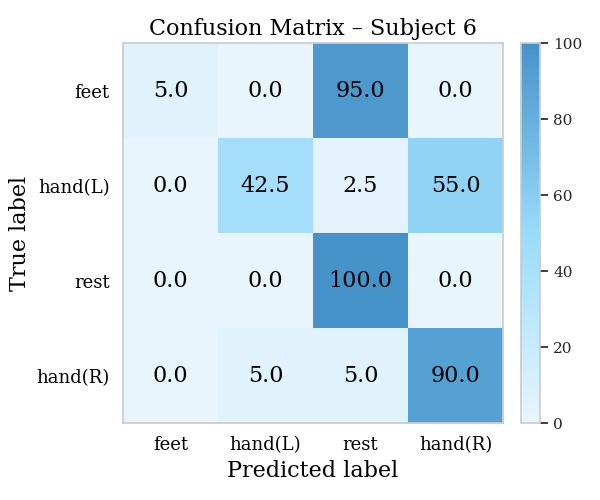 Confusion Matrix – Subject 6
True label
feet 5.0 0.0 95.0 0.0
hand(L) 0.0 42.5 2.5 55.0
rest 0.0 0.0 100.0 0.0
hand(R) 0.0 5.0 5.0 90.0
feet hand(L) rest hand(R)
Predicted label
100
80
60
40
20
0